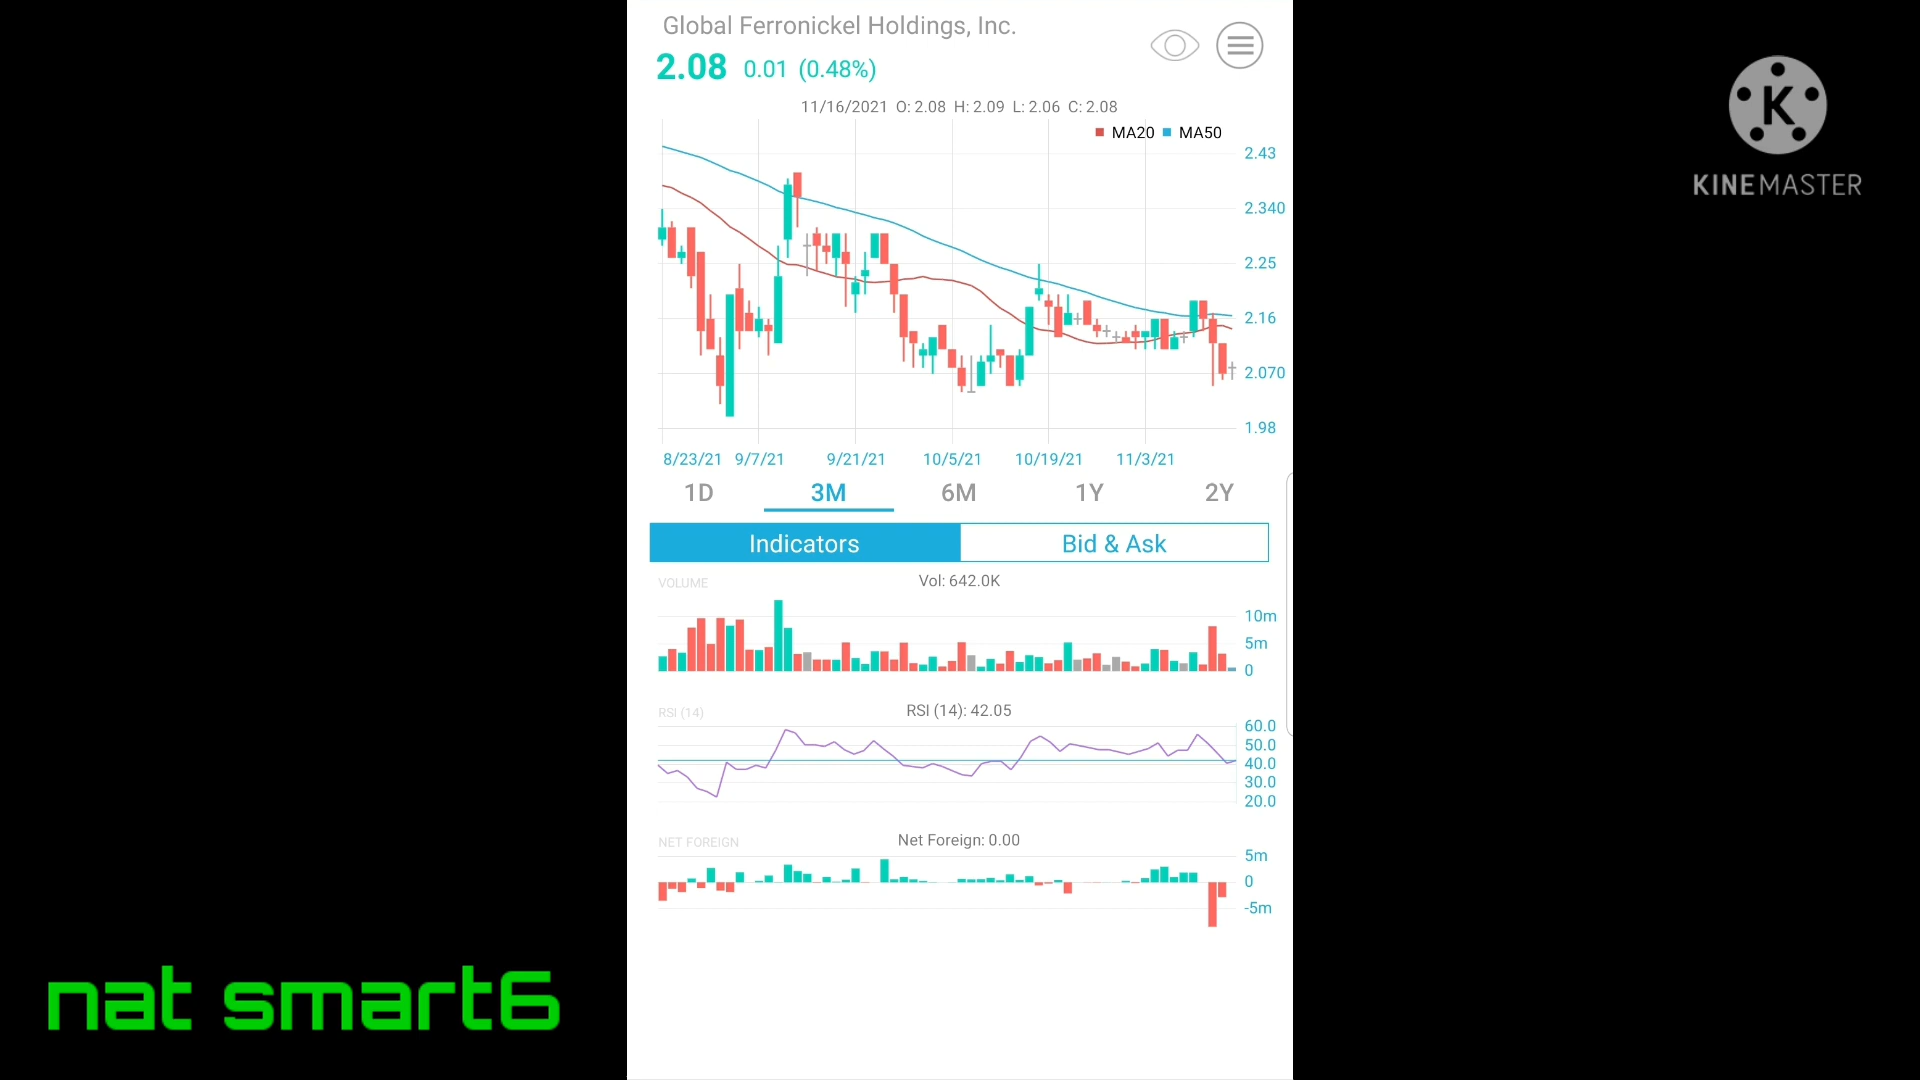 Global Ferronickel Holdings, Inc.
2.08 0.01 (0.48%)
11/16/2021 O: 2.08 H: 2.09 L: 2.06 C: 2.08
MA20 MA50
2.43
2.340
2.25
2.16
2.070
1.98
8/23/21 9/7/21 9/21/21 10/5/21 10/19/21 11/3/21
1D 3M 6M 1Y 2Y
Indicators Bid & Ask
VOLUME Vol: 642.0K
10m
5m
0
RSI (14) RSI (14): 42.05
60.0
50.0
40.0
30.0
20.0
NET FOREIGN Net Foreign: 0.00
5m
0
-5m
K
KINEMASTER
nat smart6